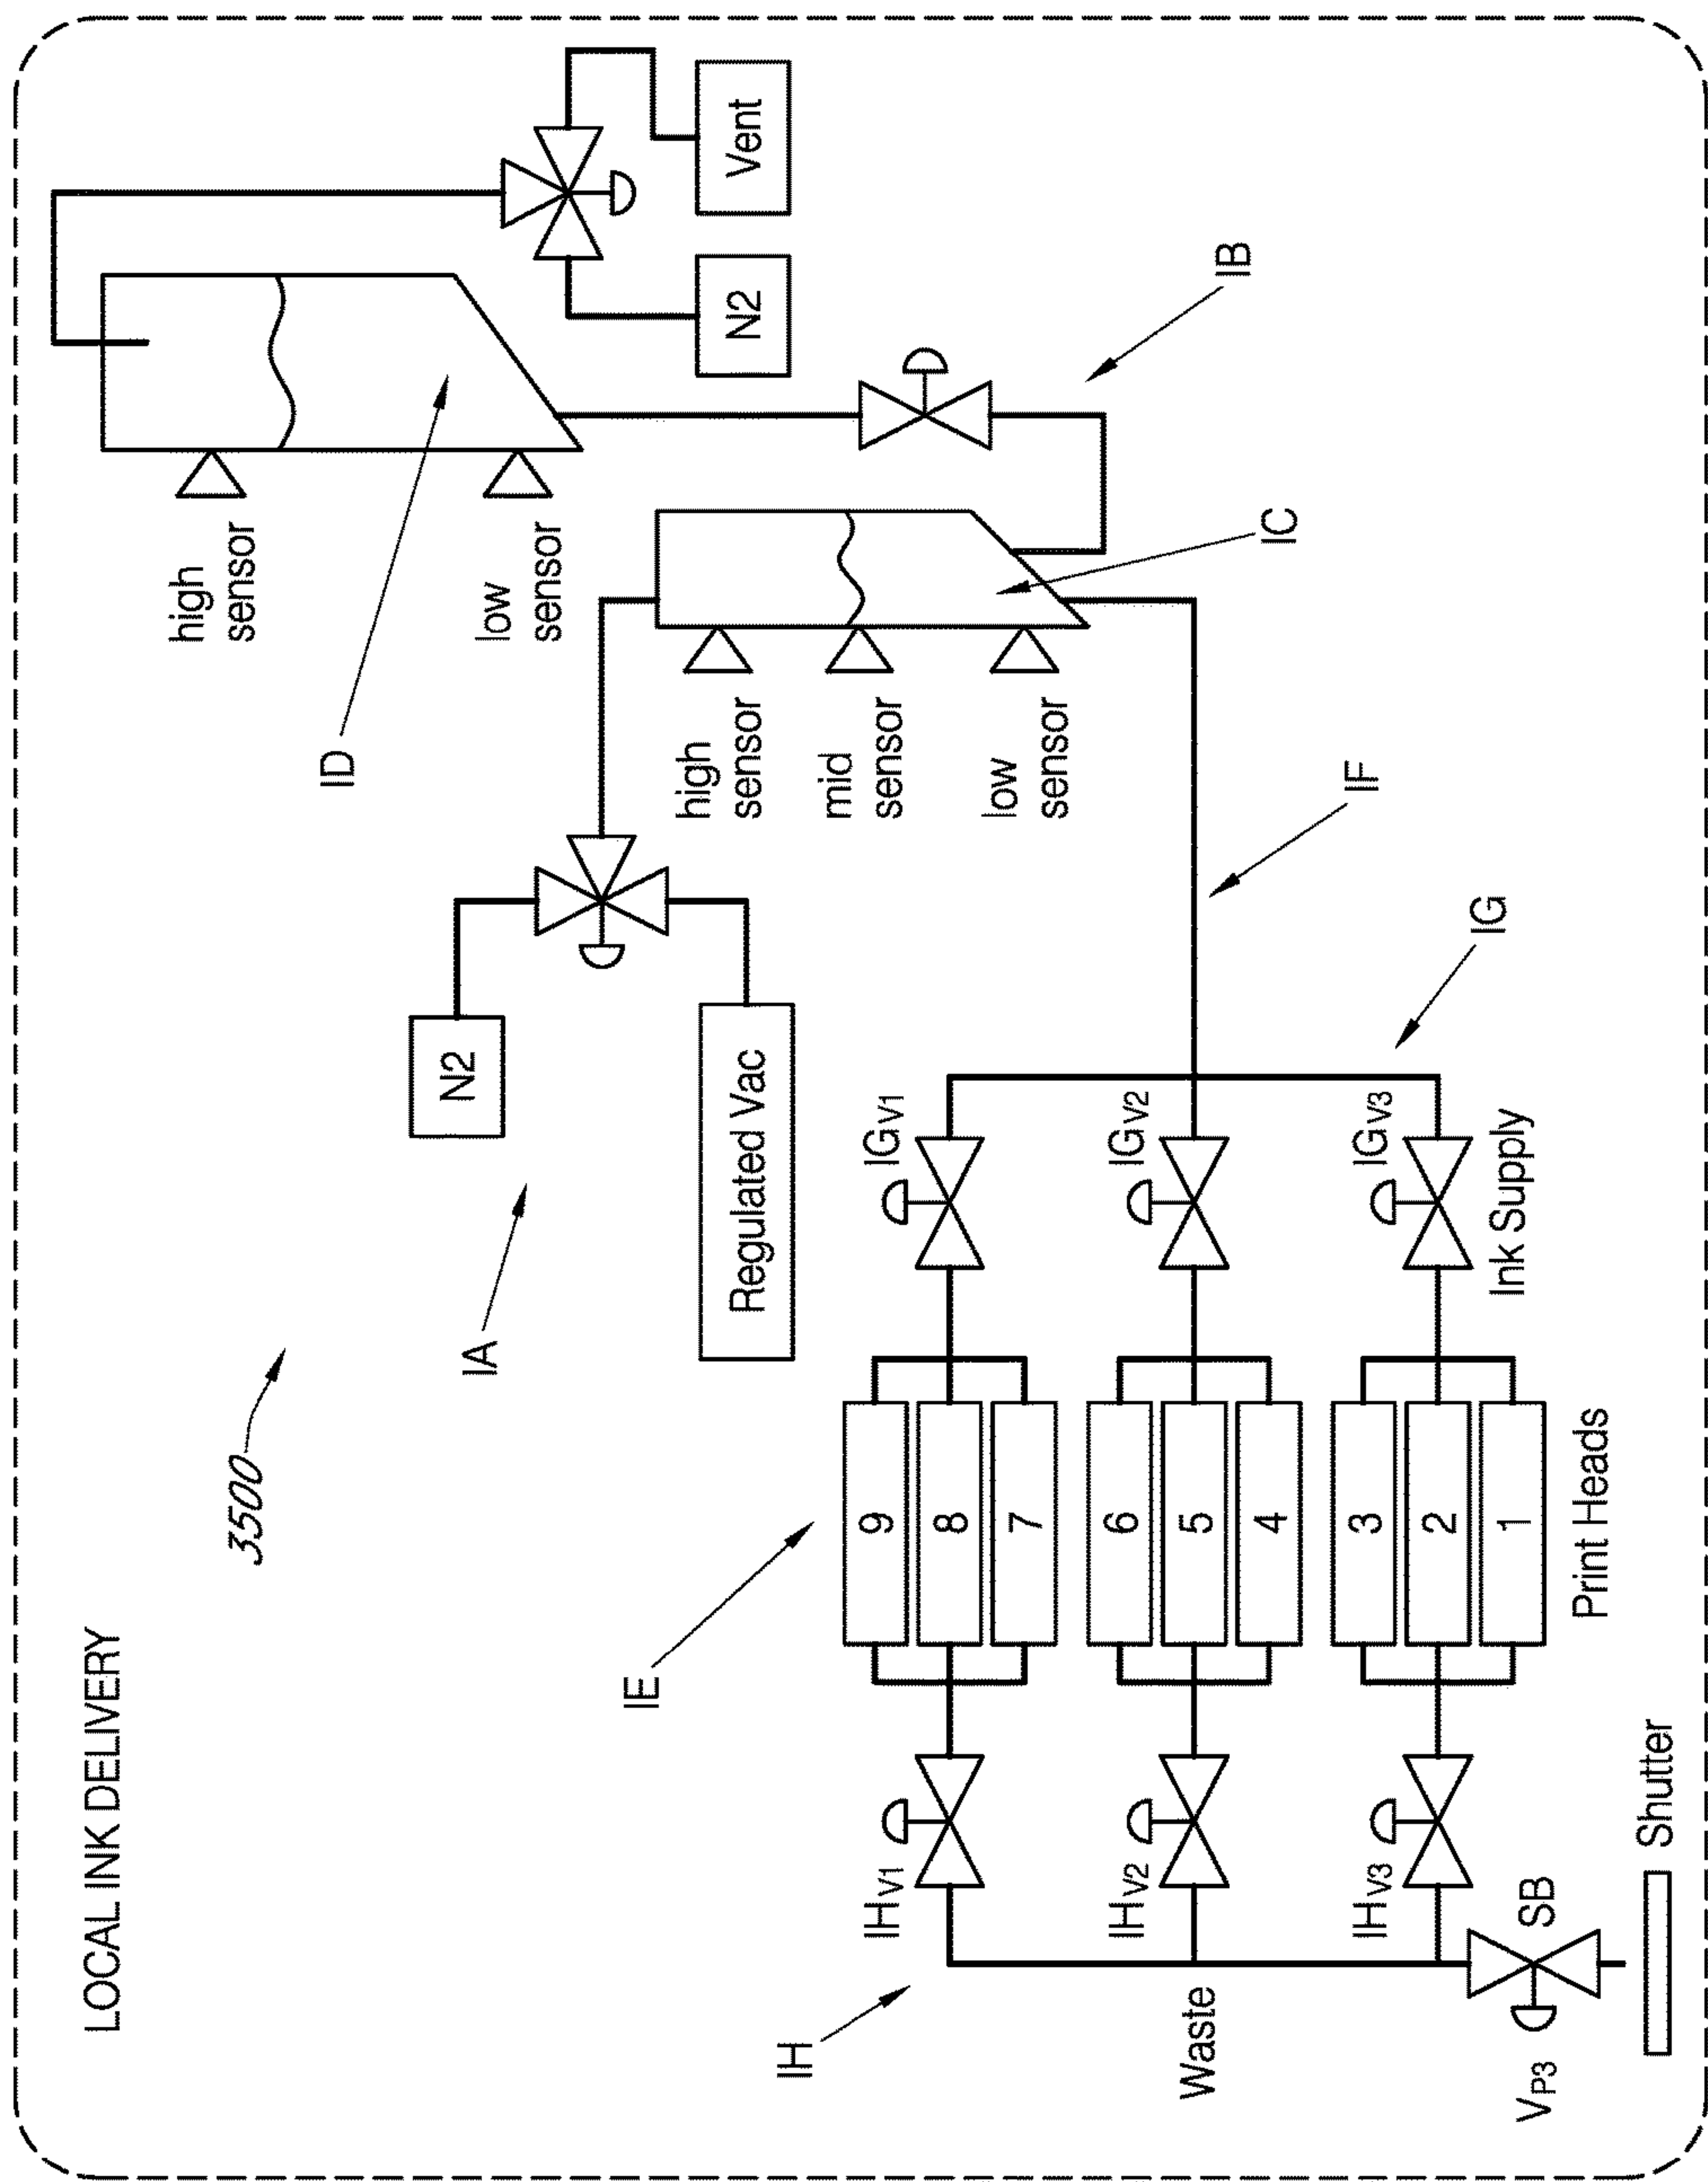 LOCAL INK DELIVERY
3500
IA
N2
Regulated Vac
ID
high
sensor
low
sensor
N2
Vent
high
sensor
mid
sensor
low
sensor
IB
IC
IF
IG
IE
IH
IHV1
9
8
7
IGV1
IHV2
6
5
4
IGV2
Waste
IHV3
3
2
1
IGV3
Ink Supply
Print Heads
VP3
SB
Shutter